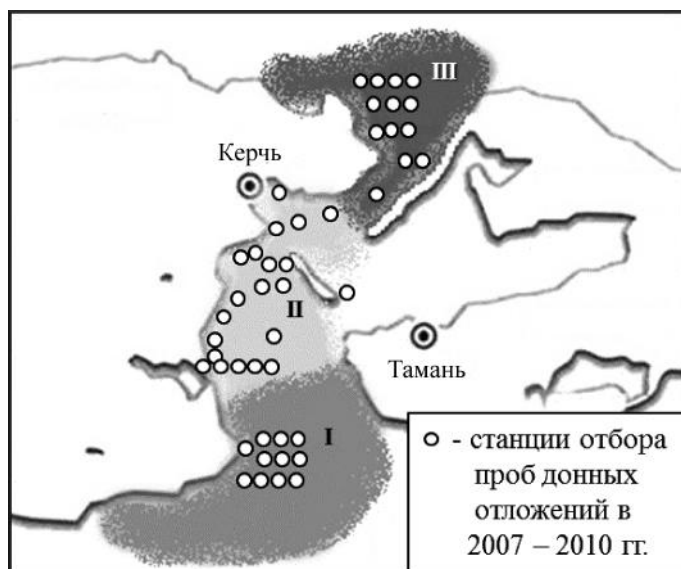 III
Керчь
II
Тамань
I
- станции отбора
проб донных
отложений в
2007 – 2010 гг.